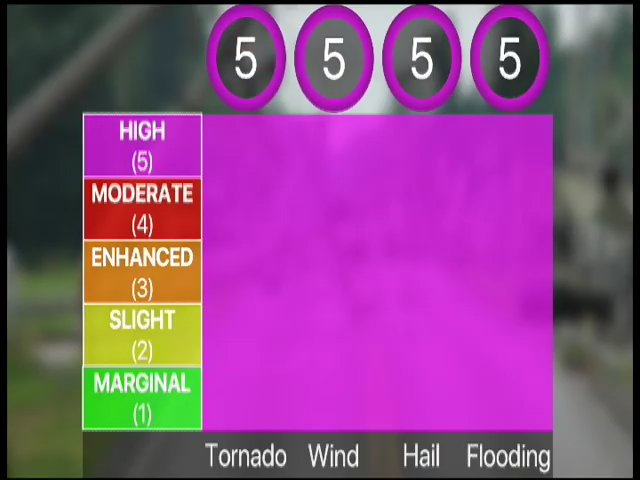 5 5 5 5
HIGH
(5)
MODERATE
(4)
ENHANCED
(3)
SLIGHT
(2)
MARGINAL
(1)
Tornado Wind Hail Flooding